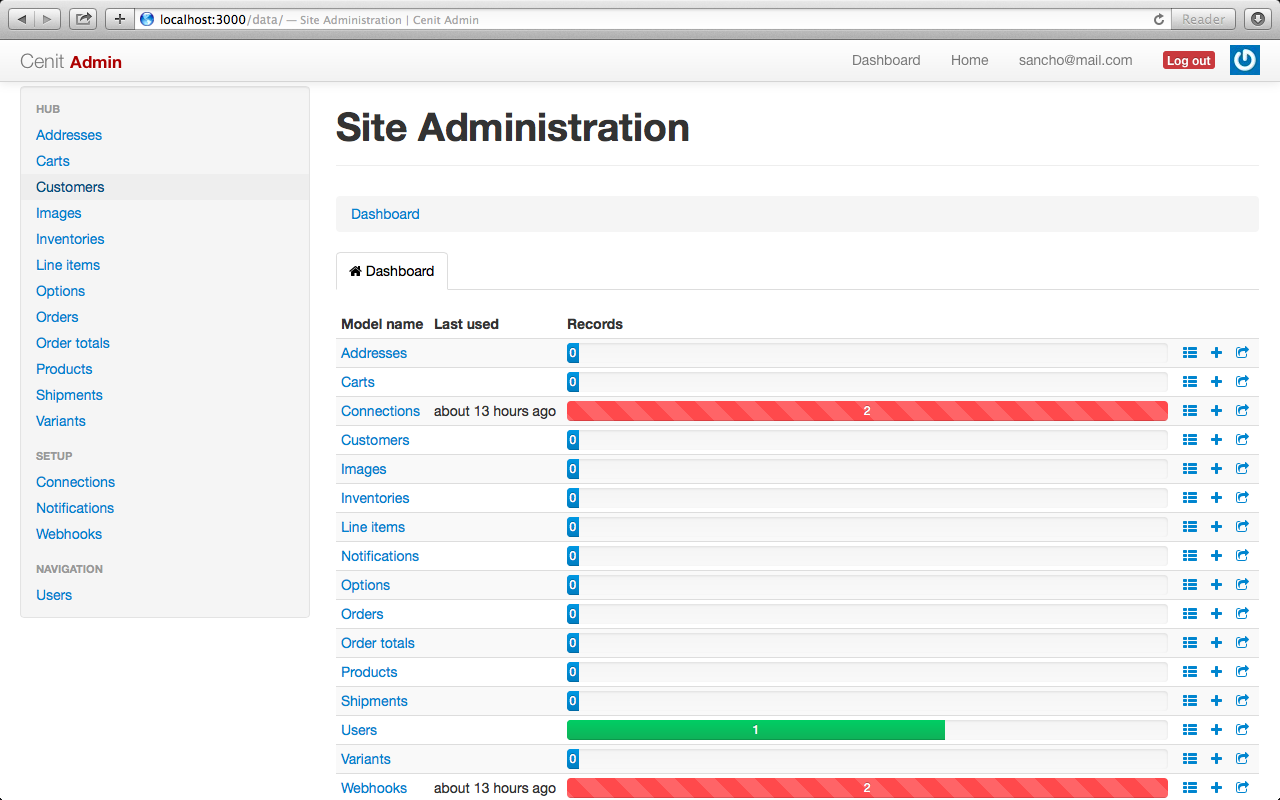 localhost:3000/data/ — Site Administration | Cenit Admin
Reader
Cenit Admin
Dashboard Home sancho@mail.com Log out
HUB
Addresses
Carts
Customers
Images
Inventories
Line items
Options
Orders
Order totals
Products
Shipments
Variants
SETUP
Connections
Notifications
Webhooks
NAVIGATION
Users
Site Administration
Dashboard
Dashboard
Model name Last used Records
Addresses 0
Carts 0
Connections about 13 hours ago 2
Customers 0
Images 0
Inventories 0
Line items 0
Notifications 0
Options 0
Orders 0
Order totals 0
Products 0
Shipments 0
Users 1
Variants 0
Webhooks about 13 hours ago 2